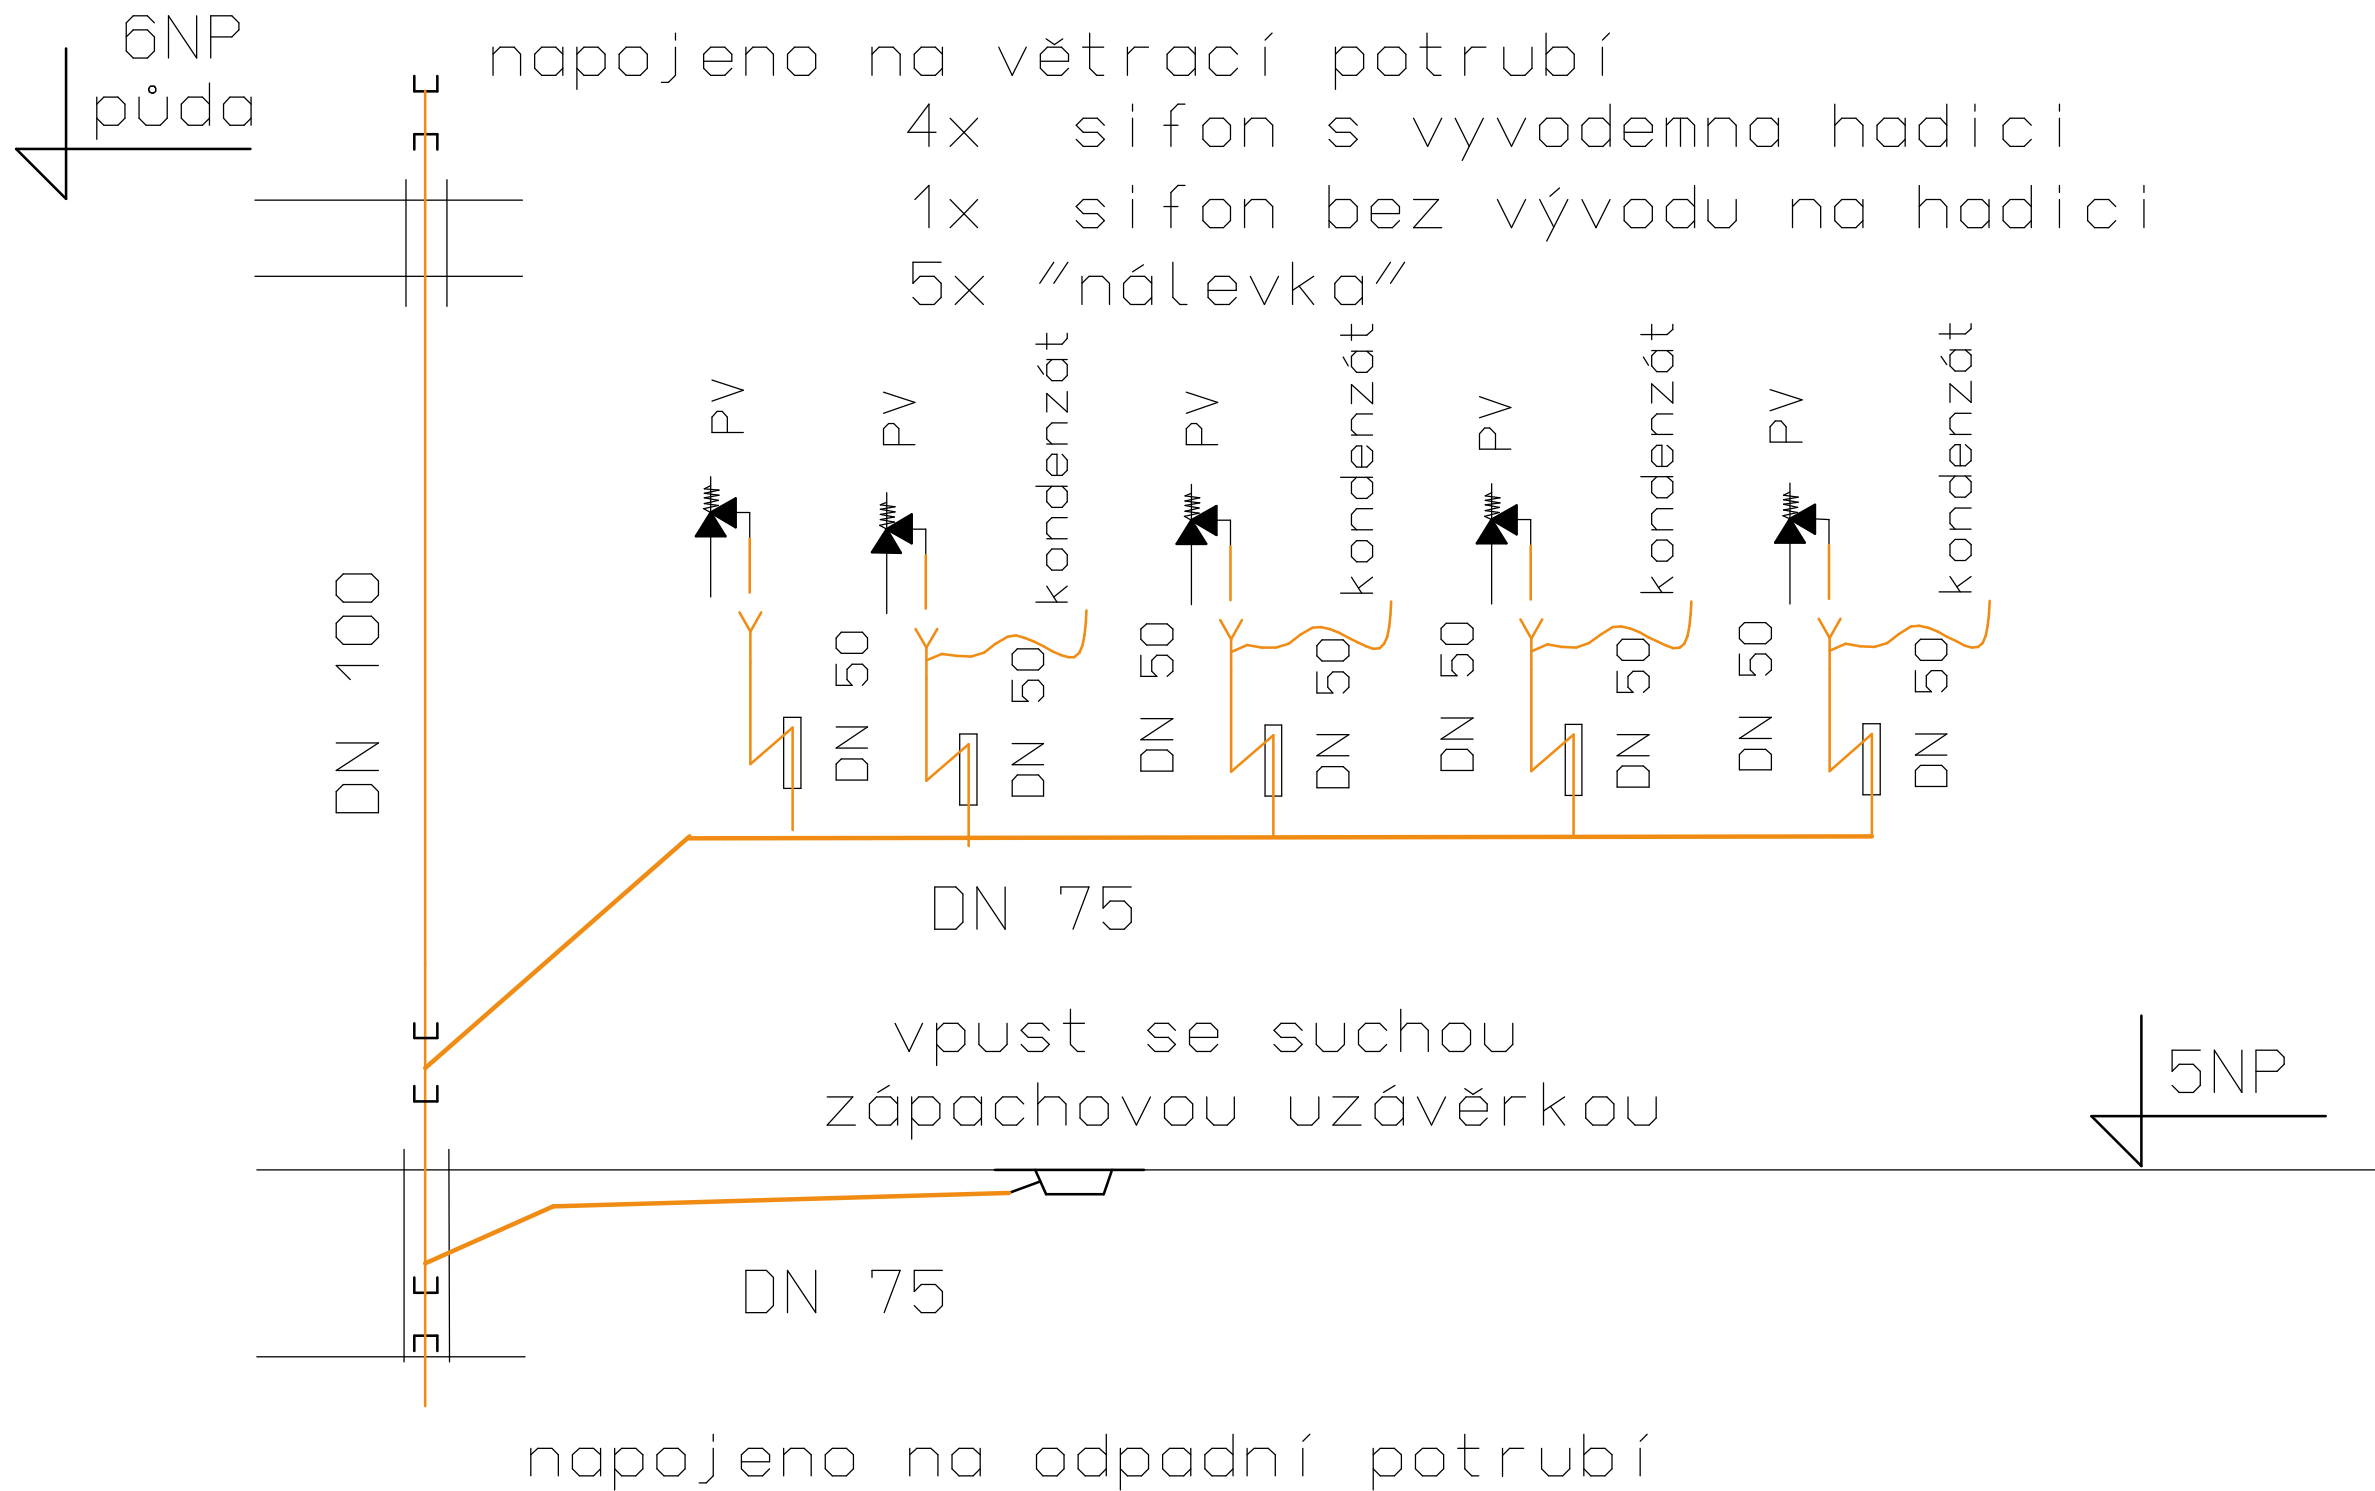 6NP
půda
napojeno na větrací potrubí
4x sifon s vyvodemna hadici
1x sifon bez vývodu na hadici
5x "nálevka"
PV
PV
kondenzát
PV
kondenzát
PV
kondenzát
PV
kondenzát
DN 100
DN 50
DN 50
DN 50
DN 50
DN 50
DN 50
DN 50
DN 50
DN 75
vpust se suchou
zápachovou uzávěrkou
5NP
DN 75
napojeno na odpadní potrubí